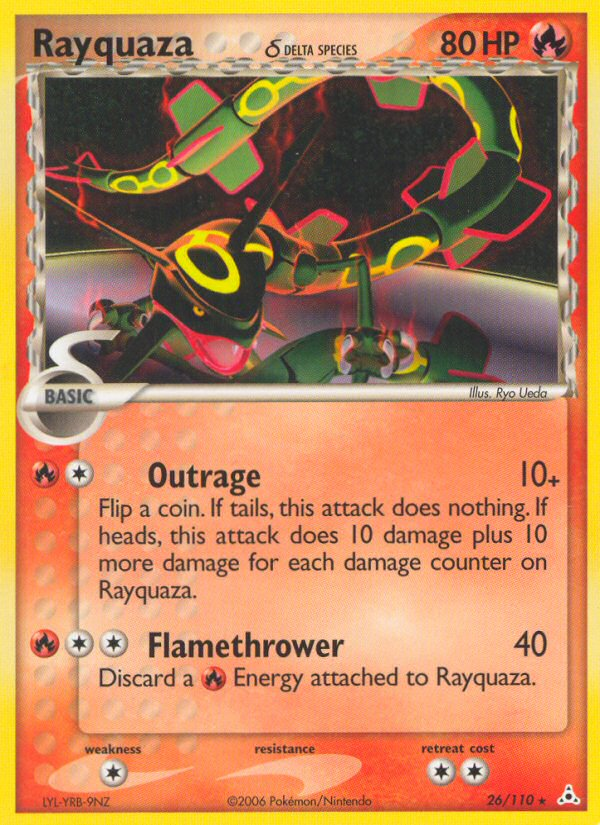 Rayquaza δ DELTA SPECIES 80 HP
BASIC
Illus. Ryo Ueda
Outrage 10+
Flip a coin. If tails, this attack does nothing. If
heads, this attack does 10 damage plus 10
more damage for each damage counter on
Rayquaza.
Flamethrower 40
Discard a Energy attached to Rayquaza.
weakness resistance retreat cost
LYL-YRB-9NZ ©2006 Pokémon/Nintendo 26/110 ★